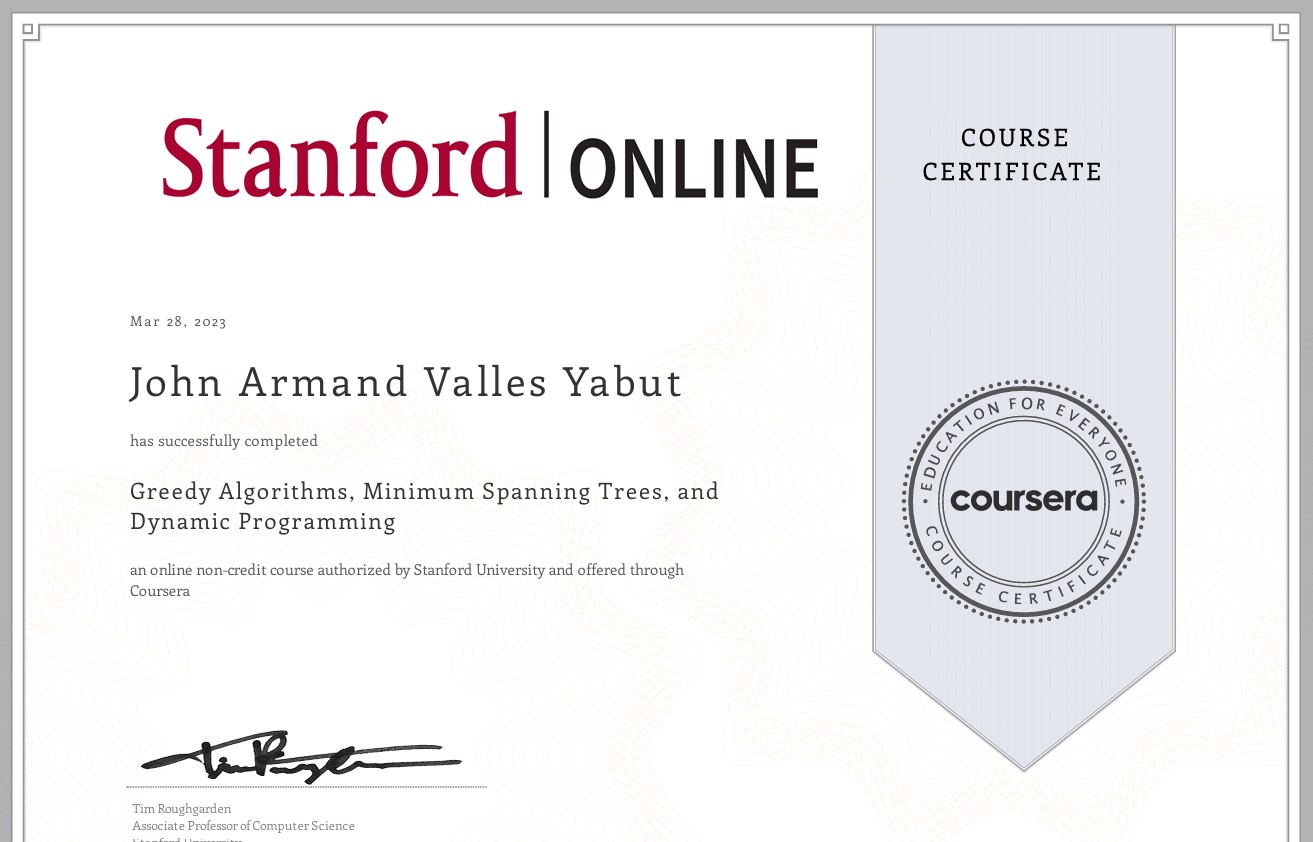 Stanford | ONLINE
COURSE
CERTIFICATE
Mar 28, 2023
John Armand Valles Yabut
has successfully completed
Greedy Algorithms, Minimum Spanning Trees, and
Dynamic Programming
an online non-credit course authorized by Stanford University and offered through
Coursera
EDUCATION FOR EVERYONE
coursera
COURSE CERTIFICATE
Tim Roughgarden
Associate Professor of Computer Science
Stanford University